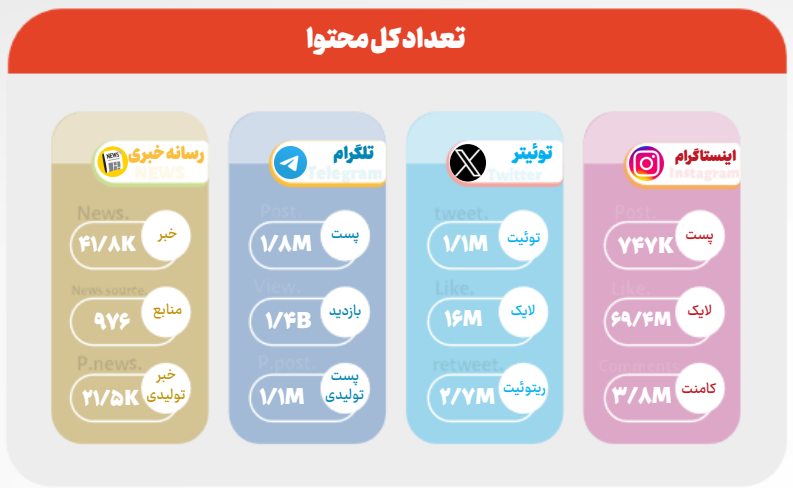 تعداد کل محتوا
اینستاگرام
Instagram
Post.
پست
۷۴۷K
Like.
لایک
۶۹/۴M
Comment.
کامنت
۳/۸M
توئیتر
Twitter
tweet.
توئیت
۱/۱M
Like.
لایک
۱۶M
retweet.
ریتوئیت
۲/۷M
تلگرام
Telegram
Post.
پست
۱/۸M
View.
بازدید
۱/۴B
P.post.
پست
تولیدی
۱/۱M
رسانه خبری
NEWS
NEWS
News.
خبر
۴۱/۸K
News source.
منابع
۹۷۶
P.news.
خبر
تولیدی
۲۱/۵K